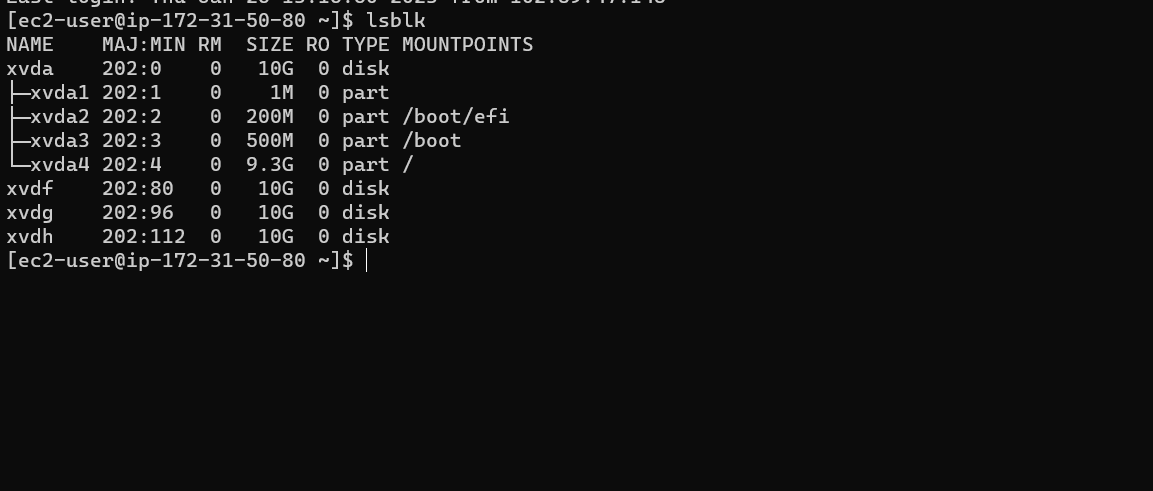 [ec2-user@ip-172-31-50-80 ~]$ lsblk
NAME    MAJ:MIN RM  SIZE RO TYPE MOUNTPOINTS
xvda    202:0    0   10G  0 disk
├─xvda1 202:1    0    1M  0 part
├─xvda2 202:2    0  200M  0 part /boot/efi
├─xvda3 202:3    0  500M  0 part /boot
└─xvda4 202:4    0  9.3G  0 part /
xvdf    202:80   0   10G  0 disk
xvdg    202:96   0   10G  0 disk
xvdh    202:112  0   10G  0 disk
[ec2-user@ip-172-31-50-80 ~]$